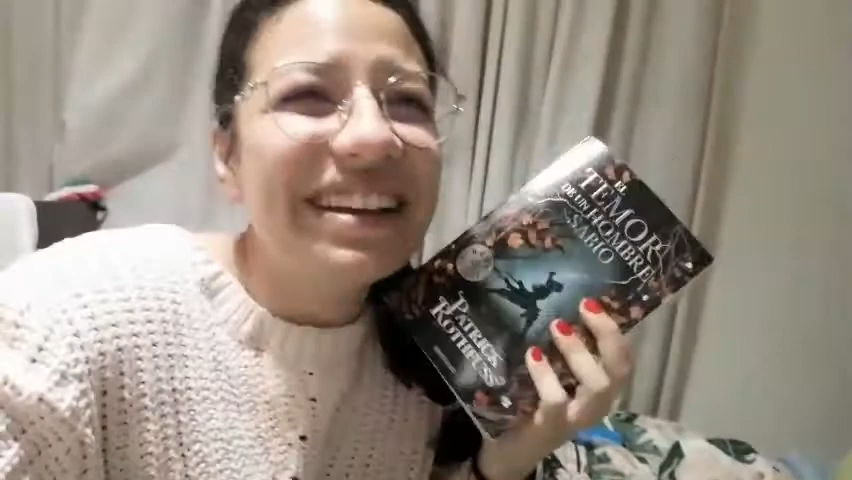 EL
TEMOR
DE UN HOMBRE
SABIO
PATRICK
ROTHFUSS